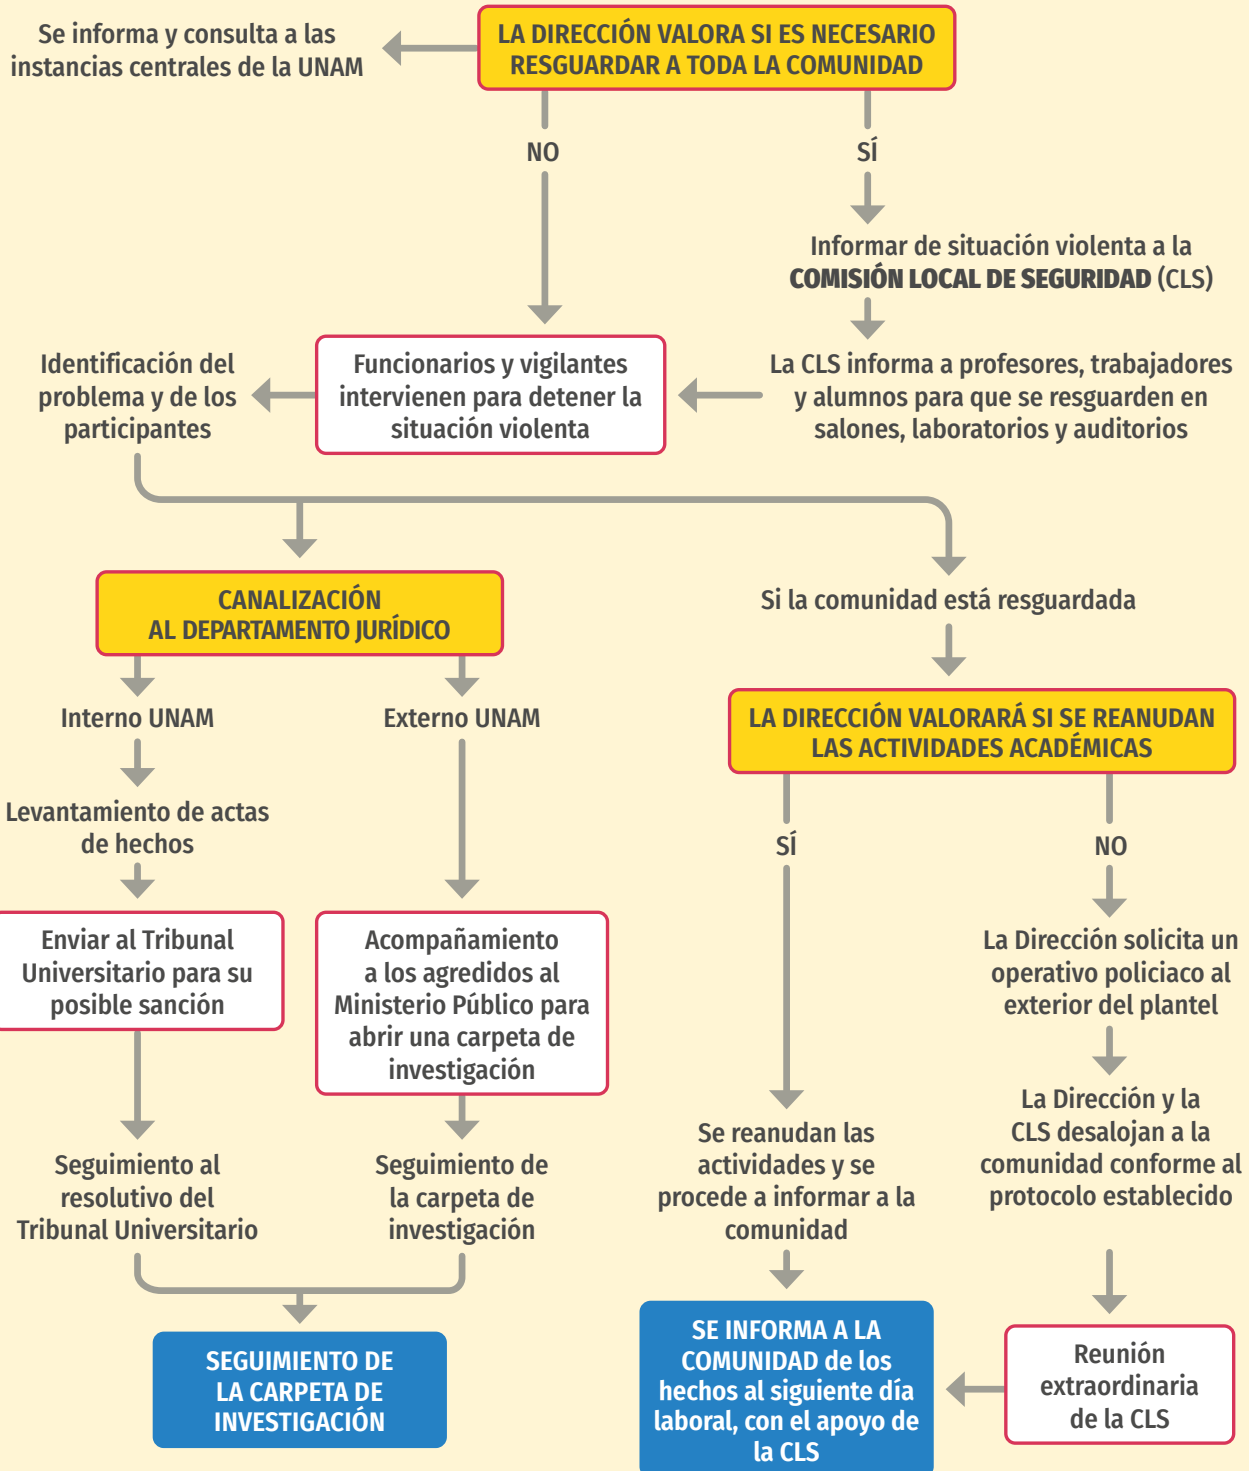 Se informa y consulta a las
instancias centrales de la UNAM
LA DIRECCIÓN VALORA SI ES NECESARIO
RESGUARDAR A TODA LA COMUNIDAD
NO
SÍ
Informar de situación violenta a la
COMISIÓN LOCAL DE SEGURIDAD (CLS)
Identificación del
problema y de los
participantes
Funcionarios y vigilantes
intervienen para detener la
situación violenta
La CLS informa a profesores, trabajadores
y alumnos para que se resguarden en
salones, laboratorios y auditorios
CANALIZACIÓN
AL DEPARTAMENTO JURÍDICO
Si la comunidad está resguardada
Interno UNAM
Externo UNAM
LA DIRECCIÓN VALORARÁ SI SE REANUDAN
LAS ACTIVIDADES ACADÉMICAS
Levantamiento de actas
de hechos
SÍ
NO
Enviar al Tribunal
Universitario para su
posible sanción
Acompañamiento
a los agredidos al
Ministerio Público para
abrir una carpeta de
investigación
La Dirección solicita un
operativo policiaco al
exterior del plantel
Seguimiento al
resolutivo del
Tribunal Universitario
Seguimiento de
la carpeta de
investigación
Se reanudan las
actividades y se
procede a informar a la
comunidad
La Dirección y la
CLS desalojan a la
comunidad conforme al
protocolo establecido
SEGUIMIENTO DE
LA CARPETA DE
INVESTIGACIÓN
SE INFORMA A LA
COMUNIDAD de los
hechos al siguiente día
laboral, con el apoyo de
la CLS
Reunión
extraordinaria
de la CLS